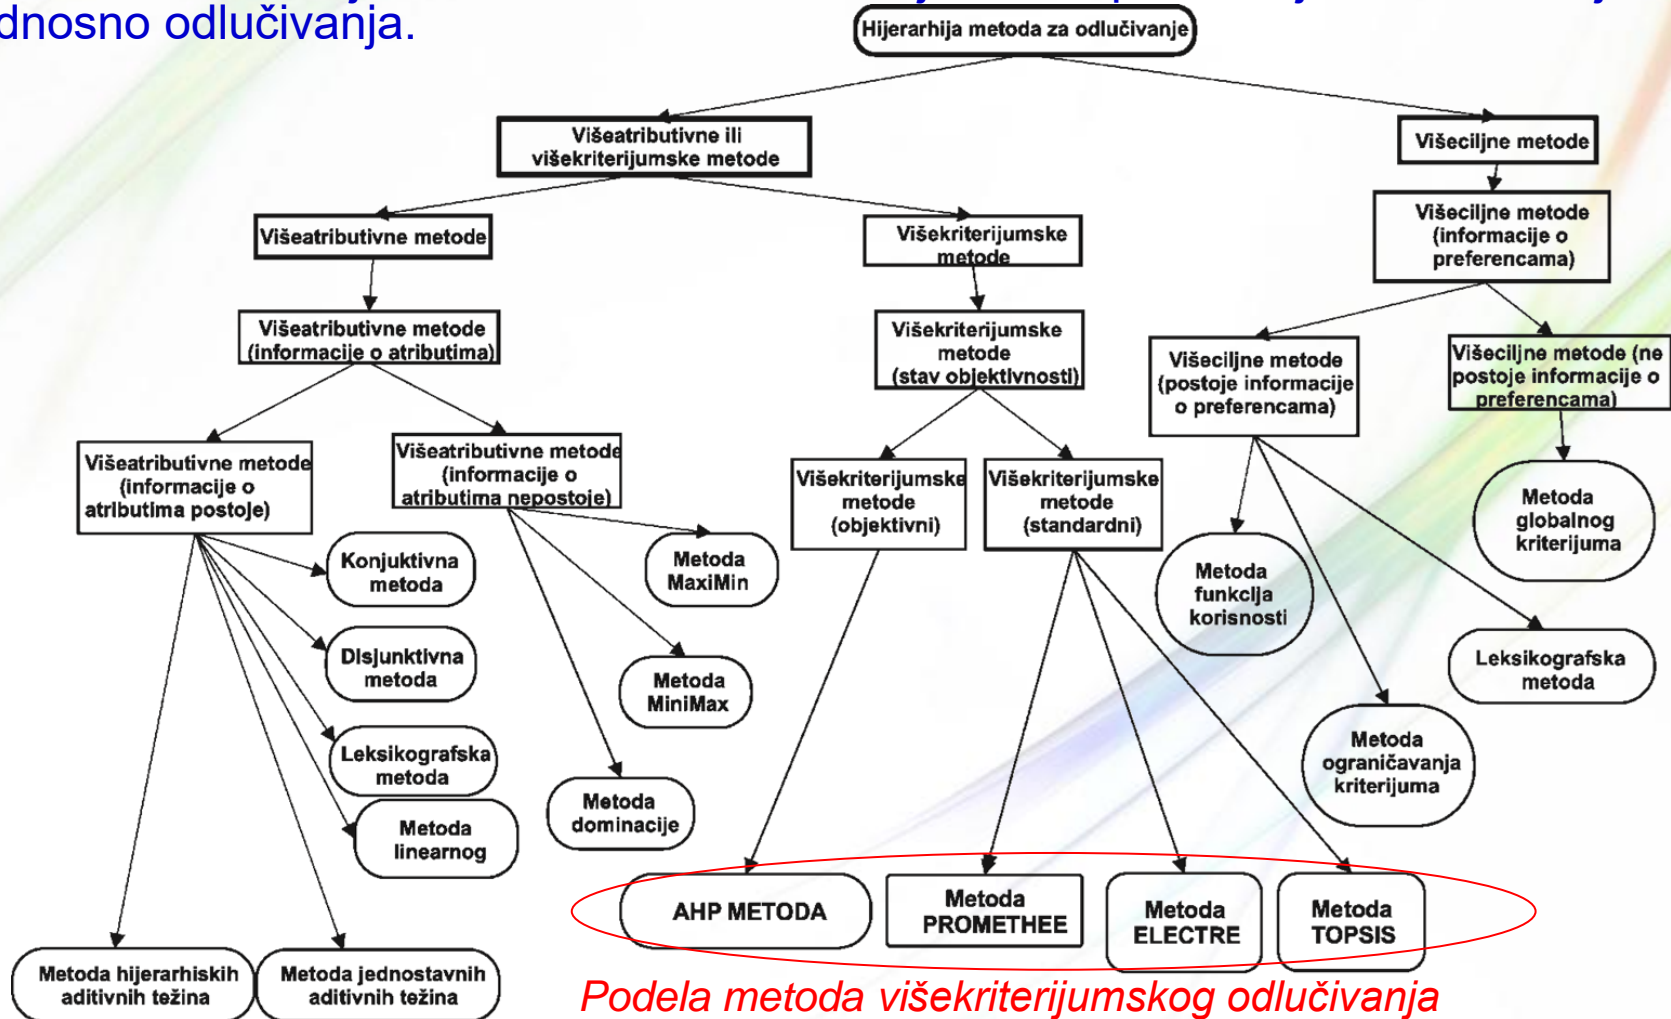 dnosno odlučivanja.
Hijerarhija metoda za odlučivanje
Višeatributivne ili
višekriterijumske metode
Višeciljne metode
Višeatributivne metode
Višekriterijumske
metode
Višeciljne metode
(informacije o
preferencama)
Višeatributivne metode
(informacije o atributima)
Višekriterijumske
metode
(stav objektivnosti)
Višeciljne metode
(postoje informacije
o preferencama)
Višeciljne metode (ne
postoje informacije o
preferencama)
Višeatributivne metode
(informacije o
atributima postoje)
Višeatributivne metode
(informacije o
atributima nepostoje)
Višekriterijumske
metode
(objektivni)
Višekriterijumske
metode
(standardni)
Metoda
globalnog
kriterijuma
Konjuktivna
metoda
Metoda
MaxiMin
Metoda
funkcija
korisnosti
Disjunktivna
metoda
Metoda
MiniMax
Leksikografska
metoda
Leksikografska
metoda
Metoda
ograničavanja
kriterijuma
Metoda
linearnog
Metoda
dominacije
AHP METODA
Metoda
PROMETHEE
Metoda
ELECTRE
Metoda
TOPSIS
Metoda hijerarhiskih
aditivnih težina
Metoda jednostavnih
aditivnih težina
Podela metoda višekriterijumskog odlučivanja